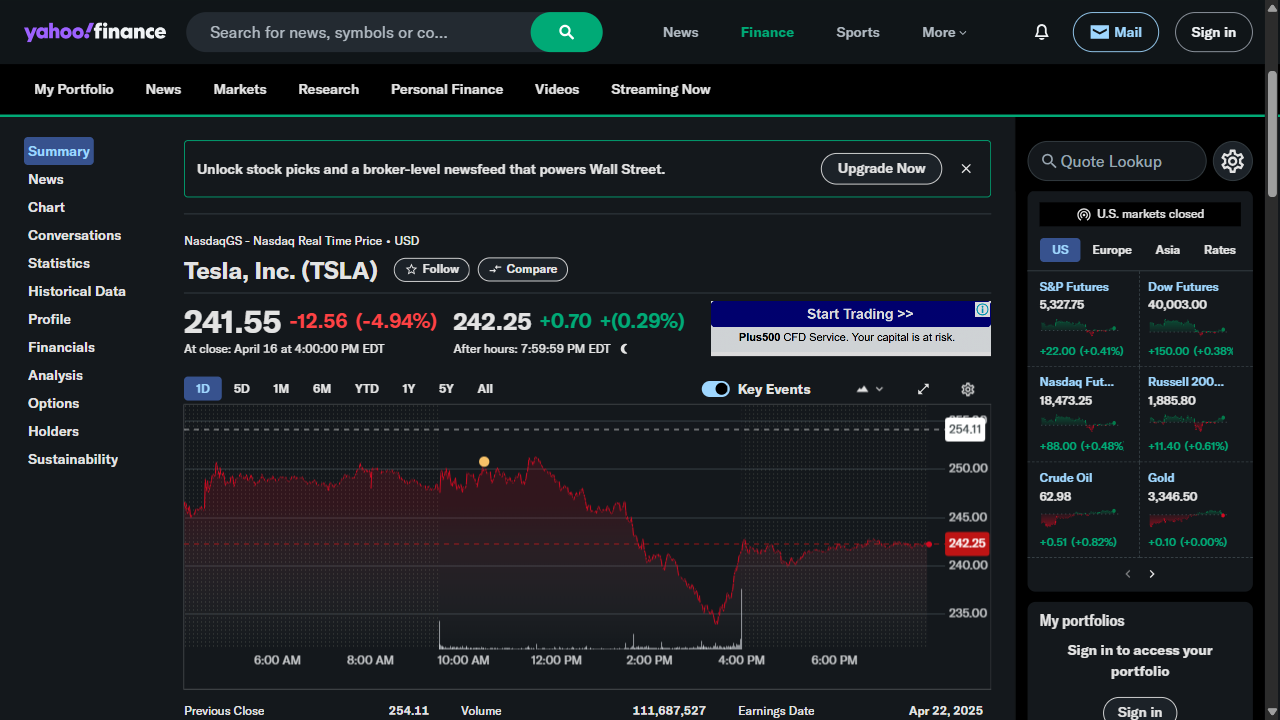 yahoo!finance
Search for news, symbols or co...
News
Finance
Sports
More
Mail
Sign in
My Portfolio
News
Markets
Research
Personal Finance
Videos
Streaming Now
Summary
News
Chart
Conversations
Statistics
Historical Data
Profile
Financials
Analysis
Options
Holders
Sustainability
Unlock stock picks and a broker-level newsfeed that powers Wall Street.
Upgrade Now
NasdaqGS - Nasdaq Real Time Price • USD
Tesla, Inc. (TSLA)
Follow
Compare
241.55 -12.56 (-4.94%)
At close: April 16 at 4:00:00 PM EDT
242.25 +0.70 +(0.29%)
After hours: 7:59:59 PM EDT
Start Trading >>
Plus500 CFD Service. Your capital is at risk.
1D
5D
1M
6M
YTD
1Y
5Y
All
Key Events
254.11
250.00
245.00
242.25
240.00
235.00
6:00 AM
8:00 AM
10:00 AM
12:00 PM
2:00 PM
4:00 PM
6:00 PM
Previous Close 254.11
Volume 111,687,527
Earnings Date Apr 22, 2025
Quote Lookup
U.S. markets closed
US
Europe
Asia
Rates
S&P Futures
5,327.75
+22.00 (+0.41%)
Dow Futures
40,003.00
+150.00 (+0.38%
Nasdaq Fut...
18,473.25
+88.00 (+0.48%
Russell 200...
1,885.80
+11.40 (+0.61%)
Crude Oil
62.98
+0.51 (+0.82%)
Gold
3,346.50
+0.10 (+0.00%)
My portfolios
Sign in to access your
portfolio
Sign in